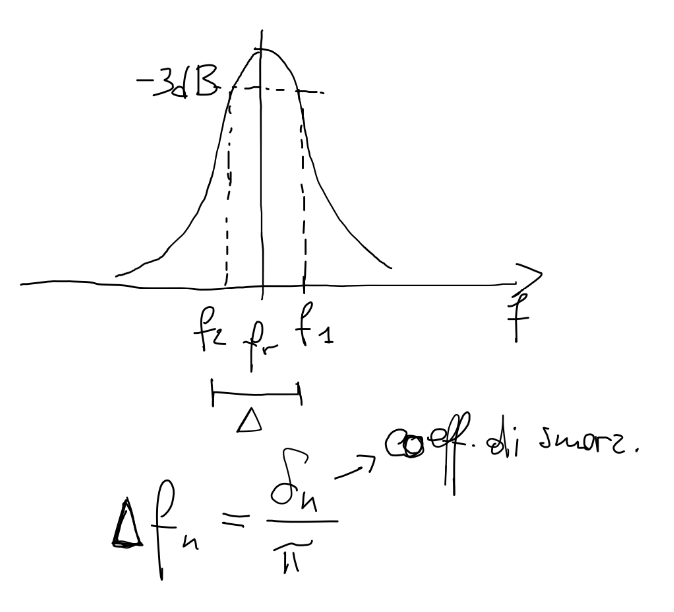 -3dB
f2 fr f1
f
Δ
Δfn = δn / π → coeff. di smorz.